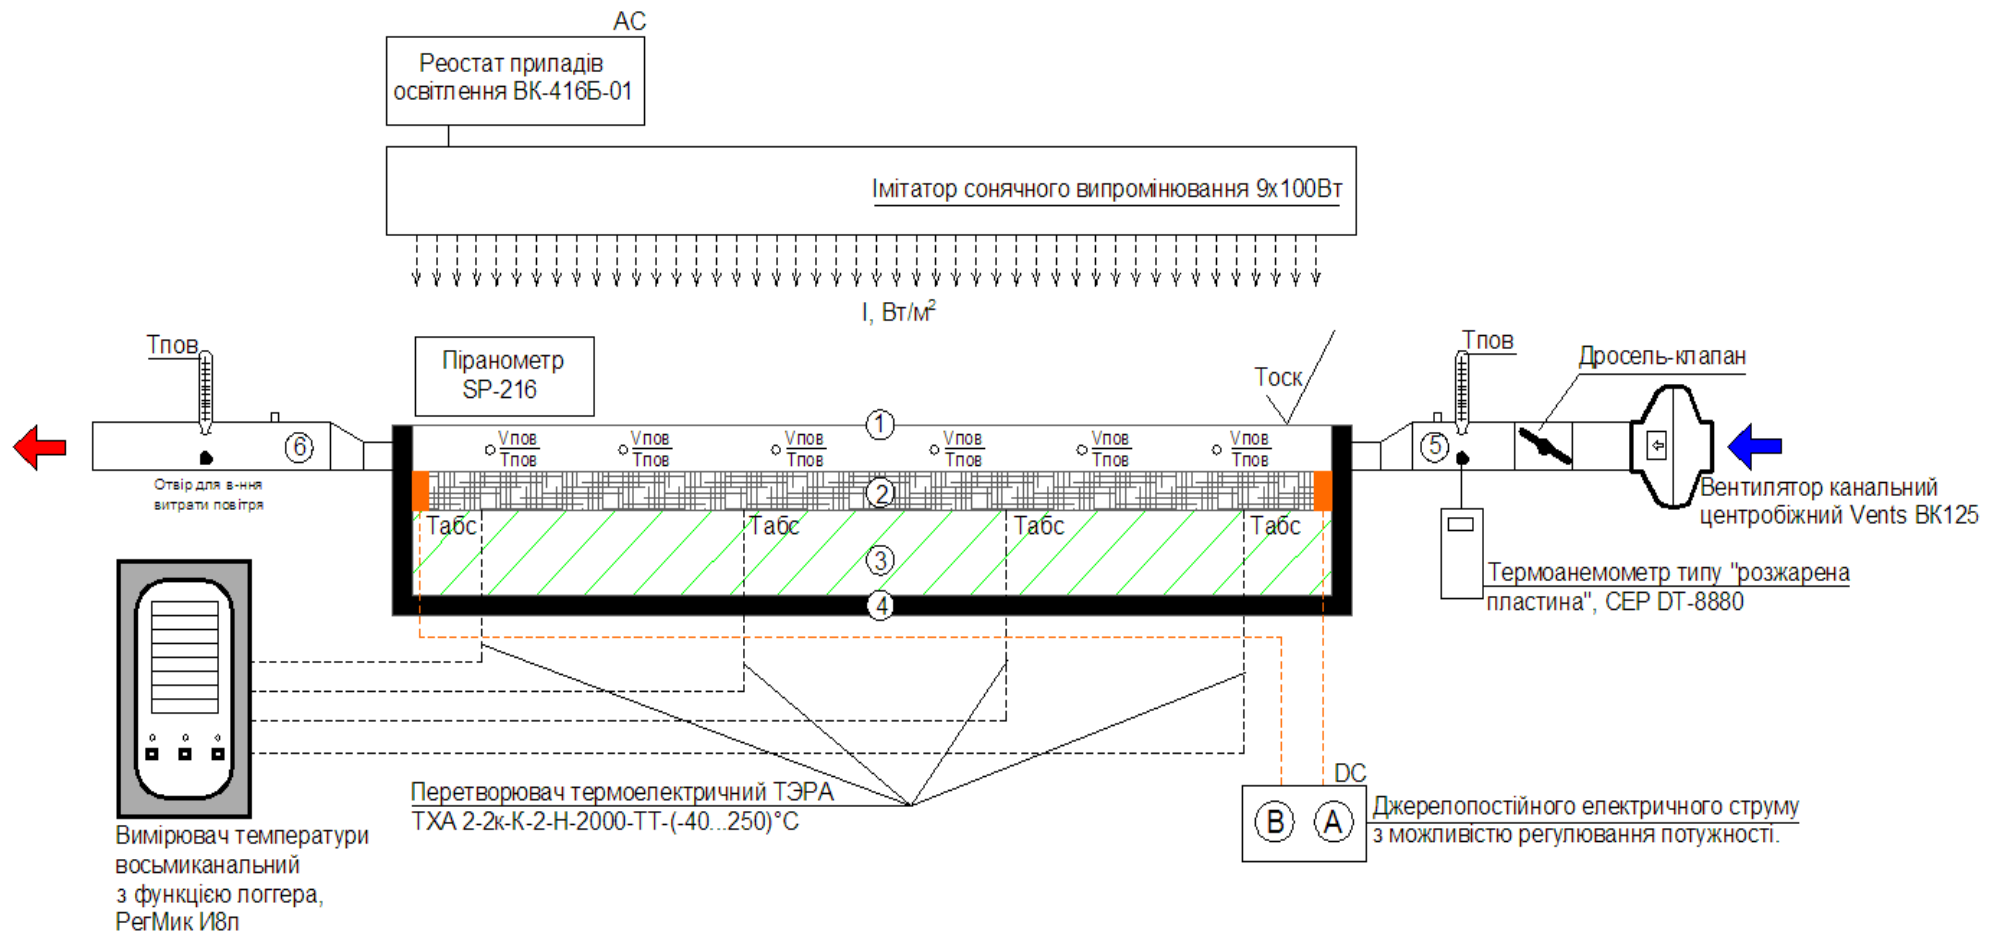 AC
Реостат приладів
освітлення ВК-416Б-01
Імітатор сонячного випромінювання 9х100Вт
I, Вт/м²
Тпов
Піранометр
SP-216
Тоск
Тпов
Дросель-клапан
1
6
Vпов
Тпов
Vпов
Тпов
Vпов
Тпов
Vпов
Тпов
Vпов
Тпов
Vпов
Тпов
5
Отвір для в-ння
витрати повітря
2
Вентилятор канальний
центробіжний Vents ВК125
Табс
Табс
Табс
Табс
3
4
Термоанемометр типу "розжарена
пластина", CEP DT-8880
Перетворювач термоелектричний ТЭРА
ТХА 2-2к-К-2-Н-2000-ТТ-(-40...250)°С
DC
B
A
Джерелопостійного електричного струму
з можливістю регулювання потужності.
Вимірювач температури
восьмиканальний
з функцією логгера,
РегМик И8л